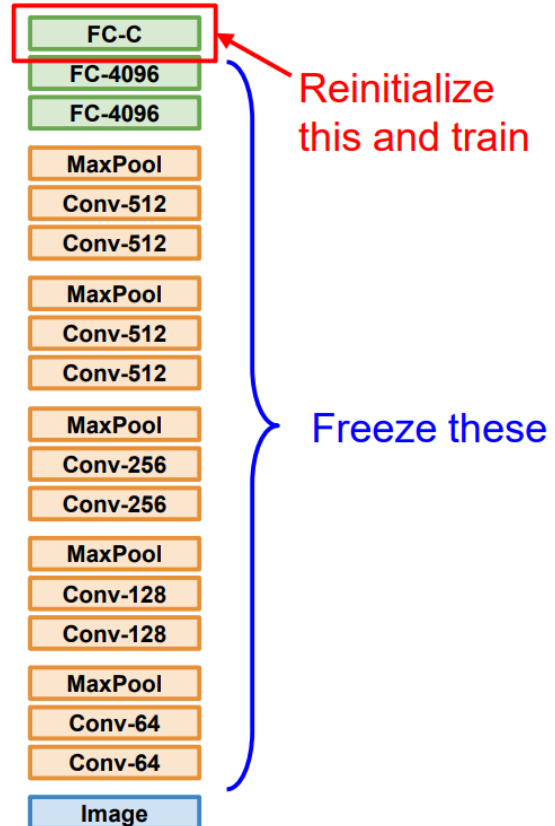 FC-C
FC-4096
FC-4096
MaxPool
Conv-512
Conv-512
MaxPool
Conv-512
Conv-512
MaxPool
Conv-256
Conv-256
MaxPool
Conv-128
Conv-128
MaxPool
Conv-64
Conv-64
Image
Reinitialize
this and train
Freeze these